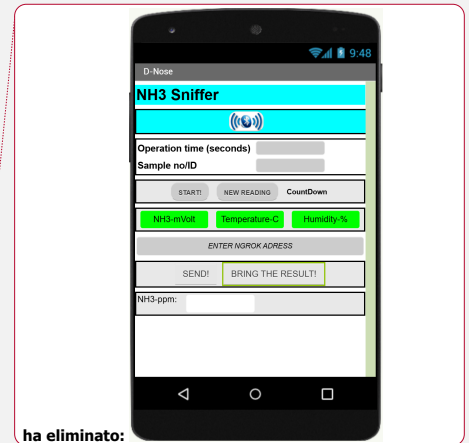 9:48
D-Nose
NH3 Sniffer
Operation time (seconds)
Sample no/ID
START! NEW READING CountDown
NH3-mVolt Temperature-C Humidity-%
ENTER NGROK ADRESS
SEND! BRING THE RESULT!
NH3-ppm:
ha eliminato: